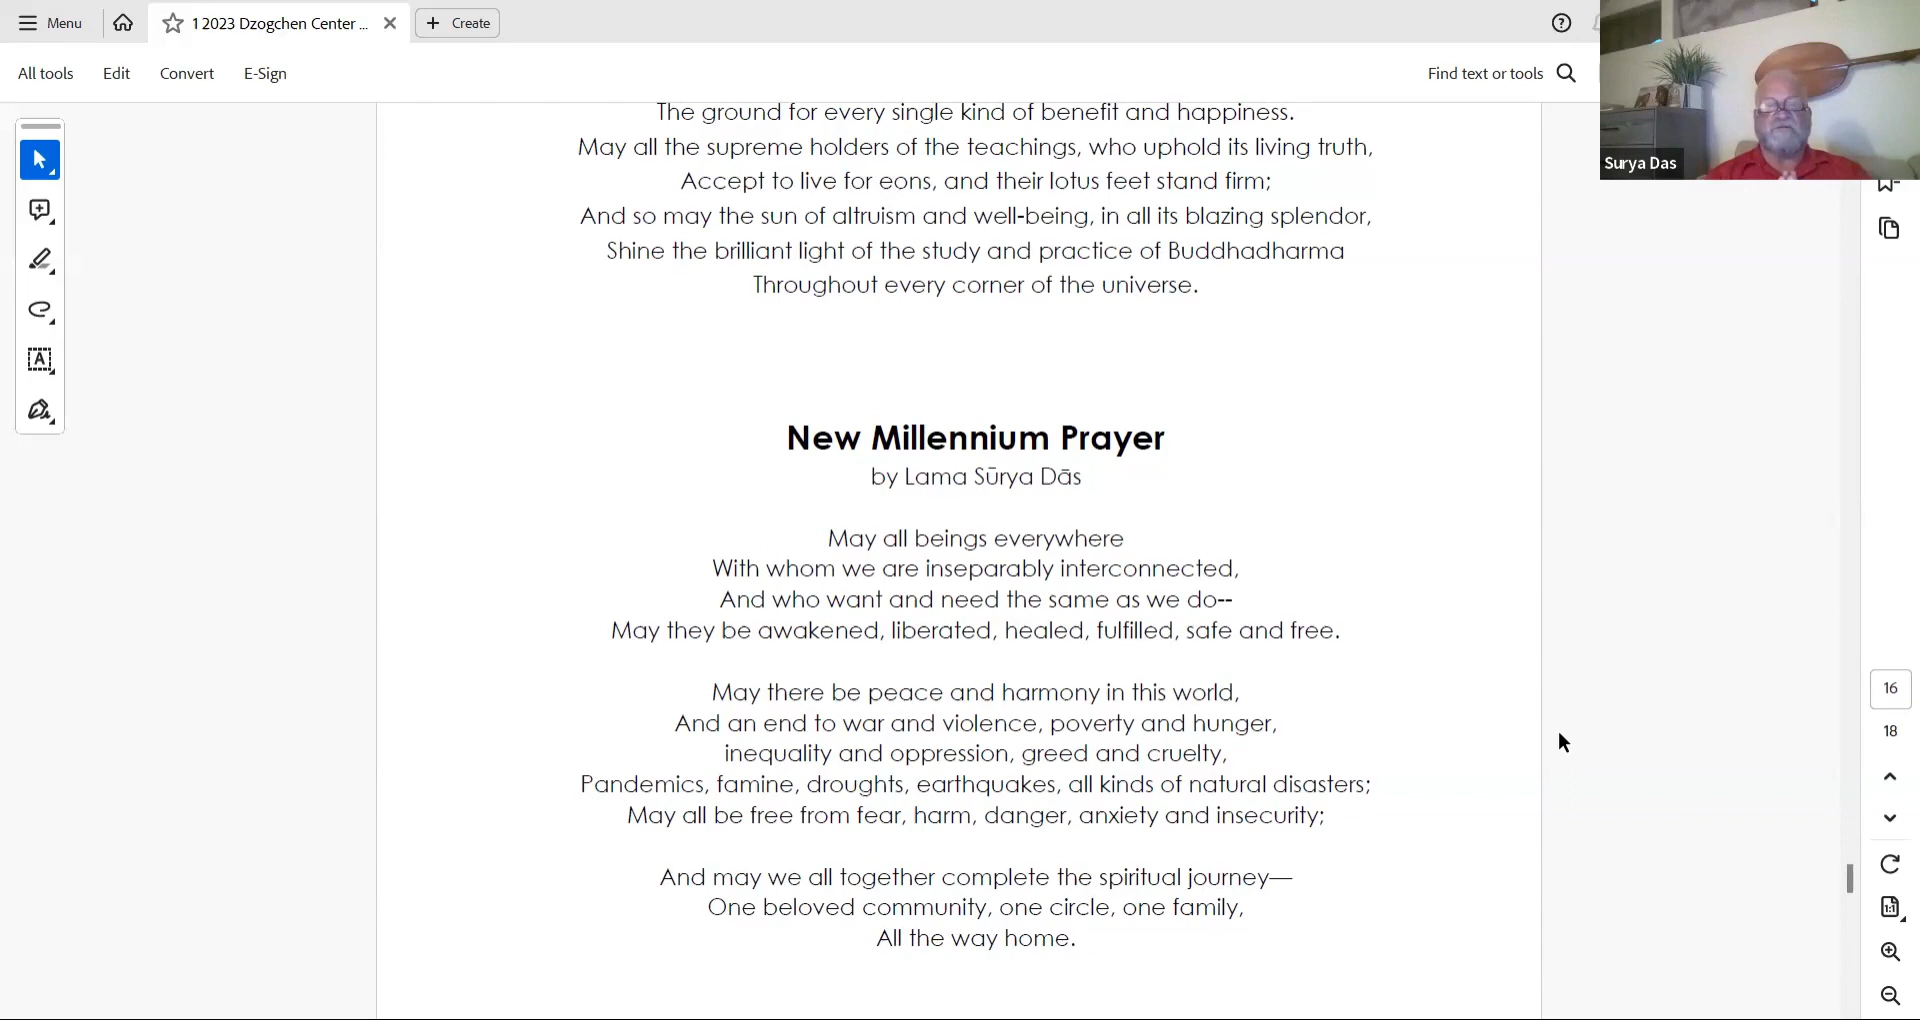 Menu
1 2023 Dzogchen Center ...
Create
All tools
Edit
Convert
E-Sign
Find text or tools
Surya Das
The ground for every single kind of benefit and happiness.
May all the supreme holders of the teachings, who uphold its living truth,
Accept to live for eons, and their lotus feet stand firm;
And so may the sun of altruism and well-being, in all its blazing splendor,
Shine the brilliant light of the study and practice of Buddhadharma
Throughout every corner of the universe.
New Millennium Prayer
by Lama Sūrya Dās
May all beings everywhere
With whom we are inseparably interconnected,
And who want and need the same as we do--
May they be awakened, liberated, healed, fulfilled, safe and free.
May there be peace and harmony in this world,
And an end to war and violence, poverty and hunger,
inequality and oppression, greed and cruelty,
Pandemics, famine, droughts, earthquakes, all kinds of natural disasters;
May all be free from fear, harm, danger, anxiety and insecurity;
And may we all together complete the spiritual journey—
One beloved community, one circle, one family,
All the way home.
16
18
1:1